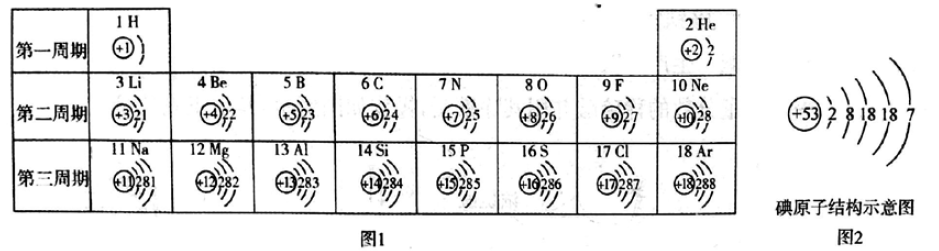 1 H 2 He
第一周期 +1 1 +2 2
3 Li 4 Be 5 B 6 C 7 N 8 O 9 F 10 Ne
第二周期 +3 2 1 +4 2 2 +5 2 3 +6 2 4 +7 2 5 +8 2 6 +9 2 7 10 2 8
11 Na 12 Mg 13 Al 14 Si 15 P 16 S 17 Cl 18 Ar
第三周期 +11 2 8 1 +12 2 8 2 +13 2 8 3 +14 2 8 4 +15 2 8 5 +16 2 8 6 +17 2 8 7 +18 2 8 8
图1
+53 2 8 18 18 7
碘原子结构示意图
图2